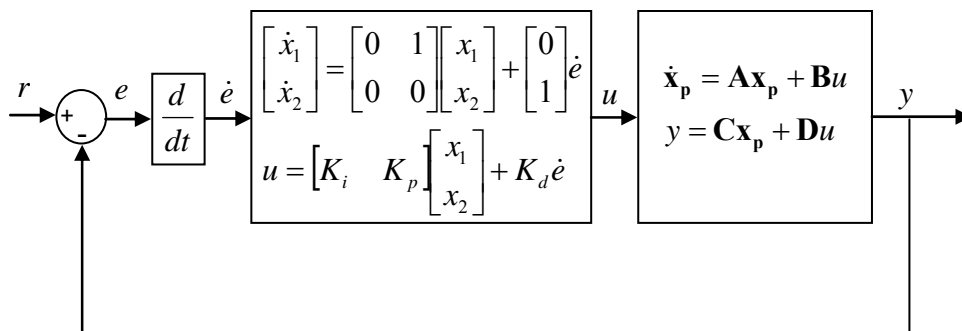 r
+
-
e
d/dt
ė
[ẋ₁; ẋ₂] = [0 1; 0 0][x₁; x₂] + [0; 1]ė
u = [Kᵢ Kₚ][x₁; x₂] + K_d ė
u
ẋₚ = Axₚ + Bu
y = Cxₚ + Du
y